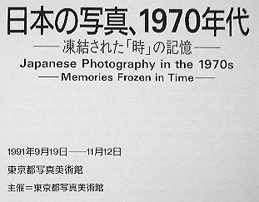 日本の写真、1970年代
──凍結された「時」の記憶──
Japanese Photography in the 1970s
──Memories Frozen in Time──
1991年9月19日──11月12日
東京都写真美術館
主催=東京都写真美術館